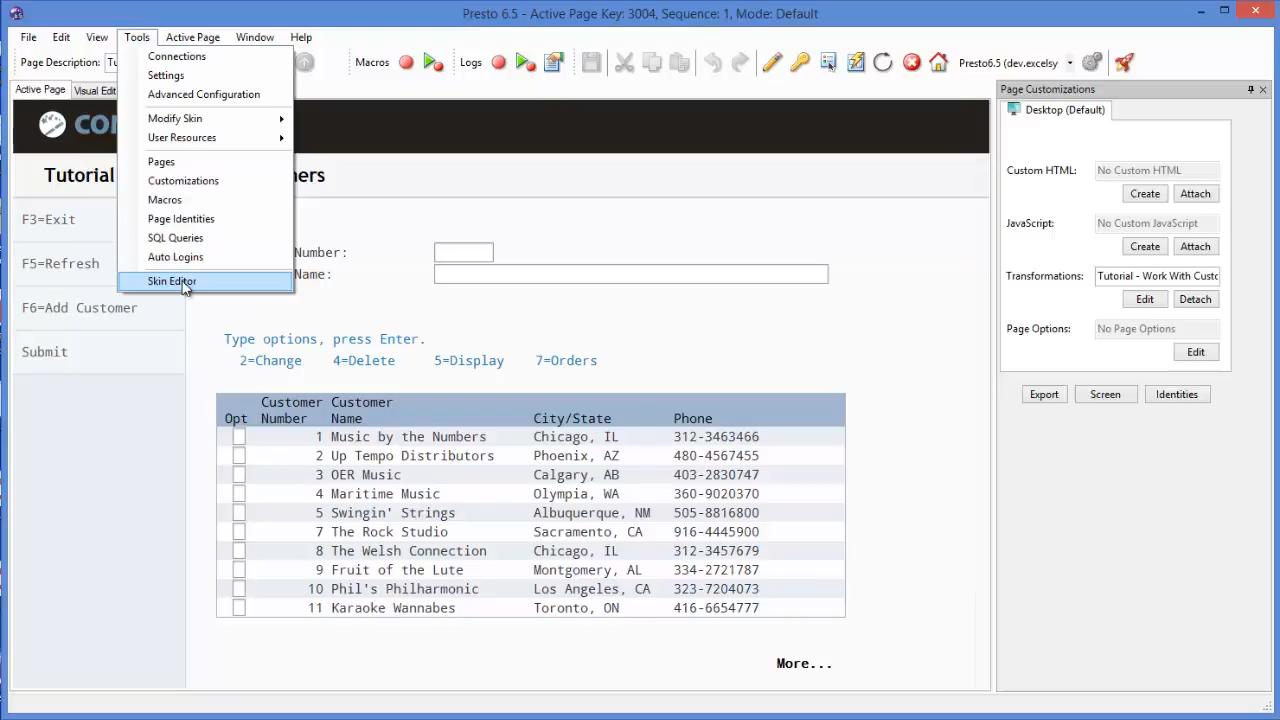 Presto 6.5 - Active Page Key: 3004, Sequence: 1, Mode: Default
File Edit View Tools Active Page Window Help
Page Description: Macros Logs Presto6.5 (dev.excelsy
Active Page Visual Edit
Connections
Settings
Advanced Configuration
Modify Skin
User Resources
Pages
Customizations
Macros
Page Identities
SQL Queries
Auto Logins
Skin Editor
Tutorial
F3=Exit
F5=Refresh
F6=Add Customer
Submit
Number:
Name:
Type options, press Enter.
2=Change 4=Delete 5=Display 7=Orders
Customer Customer
Opt Number Name City/State Phone
1 Music by the Numbers Chicago, IL 312-3463466
2 Up Tempo Distributors Phoenix, AZ 480-4567455
3 OER Music Calgary, AB 403-2830747
4 Maritime Music Olympia, WA 360-9020370
5 Swingin' Strings Albuquerque, NM 505-8816800
7 The Rock Studio Sacramento, CA 916-4445900
8 The Welsh Connection Chicago, IL 312-3457679
9 Fruit of the Lute Montgomery, AL 334-2721787
10 Phil's Philharmonic Los Angeles, CA 323-7204073
11 Karaoke Wannabes Toronto, ON 416-6654777
More...
Page Customizations
Desktop (Default)
Custom HTML: No Custom HTML
Create Attach
JavaScript: No Custom JavaScript
Create Attach
Transformations: Tutorial - Work With Custo
Edit Detach
Page Options: No Page Options
Edit
Export Screen Identities